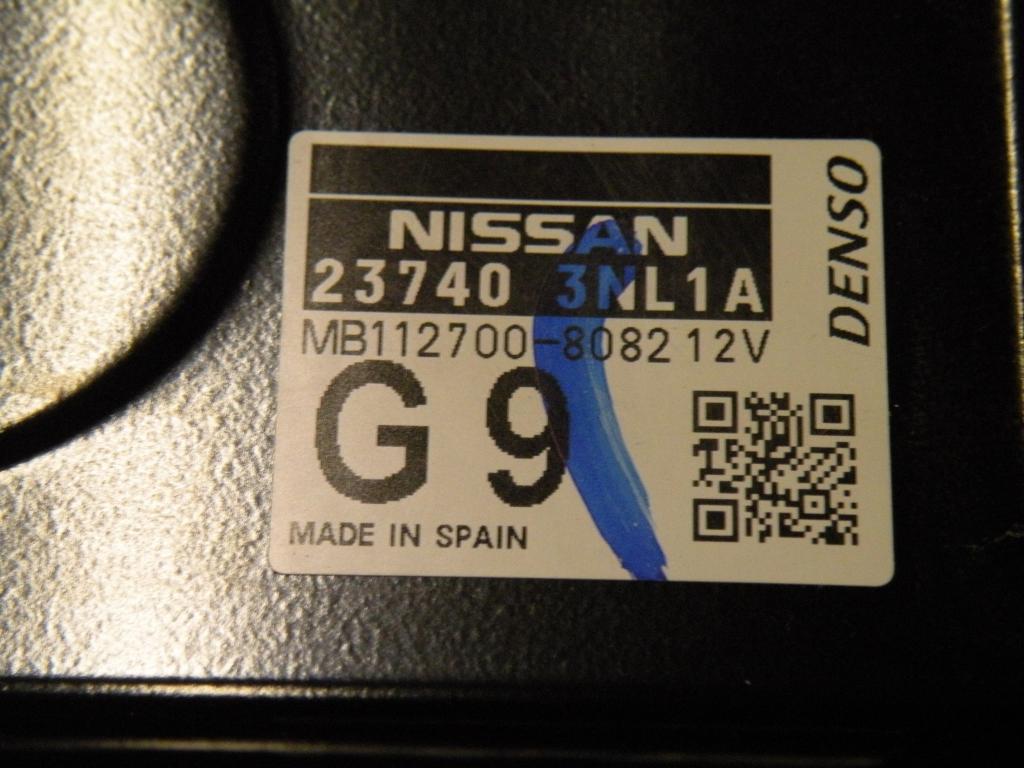 NISSAN
23740 3NL1A
MB112700-8082 12V
G 9
MADE IN SPAIN
DENSO